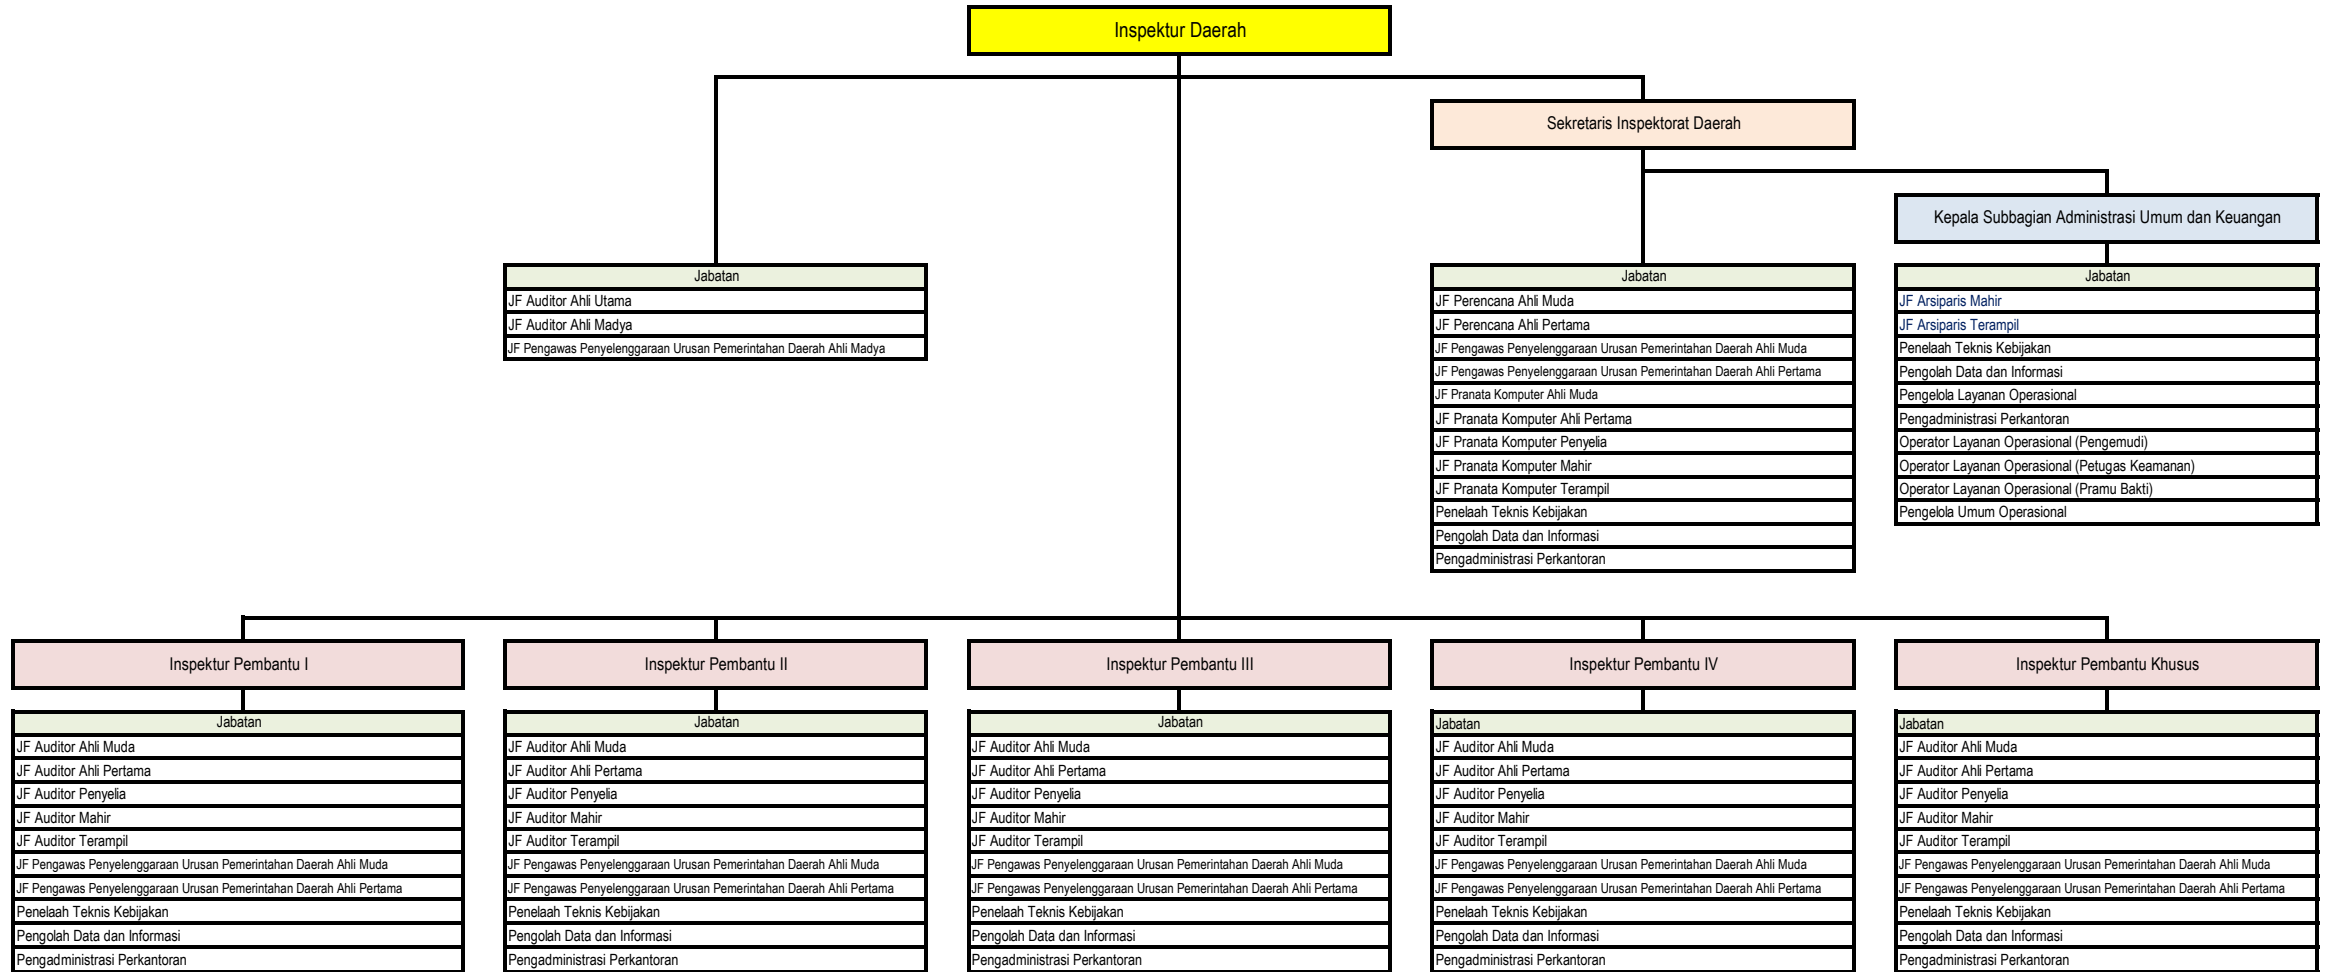 Inspektur Daerah
Sekretaris Inspektorat Daerah
Kepala Subbagian Administrasi Umum dan Keuangan
Jabatan
JF Auditor Ahli Utama
JF Auditor Ahli Madya
JF Pengawas Penyelenggaraan Urusan Pemerintahan Daerah Ahli Madya
Jabatan
JF Perencana Ahli Muda
JF Perencana Ahli Pertama
JF Pengawas Penyelenggaraan Urusan Pemerintahan Daerah Ahli Muda
JF Pengawas Penyelenggaraan Urusan Pemerintahan Daerah Ahli Pertama
JF Pranata Komputer Ahli Muda
JF Pranata Komputer Ahli Pertama
JF Pranata Komputer Penyelia
JF Pranata Komputer Mahir
JF Pranata Komputer Terampil
Penelaah Teknis Kebijakan
Pengolah Data dan Informasi
Pengadministrasi Perkantoran
Jabatan
JF Arsiparis Mahir
JF Arsiparis Terampil
Penelaah Teknis Kebijakan
Pengolah Data dan Informasi
Pengelola Layanan Operasional
Pengadministrasi Perkantoran
Operator Layanan Operasional (Pengemudi)
Operator Layanan Operasional (Petugas Keamanan)
Operator Layanan Operasional (Pramu Bakti)
Pengelola Umum Operasional
Inspektur Pembantu I
Jabatan
JF Auditor Ahli Muda
JF Auditor Ahli Pertama
JF Auditor Penyelia
JF Auditor Mahir
JF Auditor Terampil
JF Pengawas Penyelenggaraan Urusan Pemerintahan Daerah Ahli Muda
JF Pengawas Penyelenggaraan Urusan Pemerintahan Daerah Ahli Pertama
Penelaah Teknis Kebijakan
Pengolah Data dan Informasi
Pengadministrasi Perkantoran
Inspektur Pembantu II
Jabatan
JF Auditor Ahli Muda
JF Auditor Ahli Pertama
JF Auditor Penyelia
JF Auditor Mahir
JF Auditor Terampil
JF Pengawas Penyelenggaraan Urusan Pemerintahan Daerah Ahli Muda
JF Pengawas Penyelenggaraan Urusan Pemerintahan Daerah Ahli Pertama
Penelaah Teknis Kebijakan
Pengolah Data dan Informasi
Pengadministrasi Perkantoran
Inspektur Pembantu III
Jabatan
JF Auditor Ahli Muda
JF Auditor Ahli Pertama
JF Auditor Penyelia
JF Auditor Mahir
JF Auditor Terampil
JF Pengawas Penyelenggaraan Urusan Pemerintahan Daerah Ahli Muda
JF Pengawas Penyelenggaraan Urusan Pemerintahan Daerah Ahli Pertama
Penelaah Teknis Kebijakan
Pengolah Data dan Informasi
Pengadministrasi Perkantoran
Inspektur Pembantu IV
Jabatan
JF Auditor Ahli Muda
JF Auditor Ahli Pertama
JF Auditor Penyelia
JF Auditor Mahir
JF Auditor Terampil
JF Pengawas Penyelenggaraan Urusan Pemerintahan Daerah Ahli Muda
JF Pengawas Penyelenggaraan Urusan Pemerintahan Daerah Ahli Pertama
Penelaah Teknis Kebijakan
Pengolah Data dan Informasi
Pengadministrasi Perkantoran
Inspektur Pembantu Khusus
Jabatan
JF Auditor Ahli Muda
JF Auditor Ahli Pertama
JF Auditor Penyelia
JF Auditor Mahir
JF Auditor Terampil
JF Pengawas Penyelenggaraan Urusan Pemerintahan Daerah Ahli Muda
JF Pengawas Penyelenggaraan Urusan Pemerintahan Daerah Ahli Pertama
Penelaah Teknis Kebijakan
Pengolah Data dan Informasi
Pengadministrasi Perkantoran